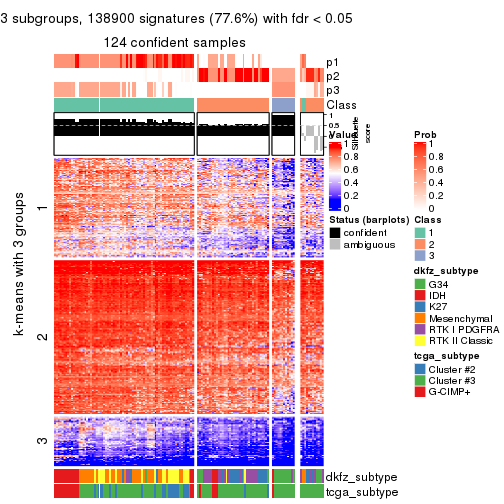 3 subgroups, 138900 signatures (77.6%) with fdr < 0.05
124 confident samples
p1
p2
p3
Class
1
0.5
0
Silhouette
score
k-means with 3 groups
1
2
3
Value
1
0.8
0.6
0.4
0.2
0
Prob
1
0.8
0.6
0.4
0.2
0
Status (barplots)
confident
ambiguous
Class
1
2
3
dkfz_subtype
G34
IDH
K27
Mesenchymal
RTK I PDGFRA
RTK II Classic
tcga_subtype
Cluster #2
Cluster #3
G-CIMP+
dkfz_subtype
tcga_subtype